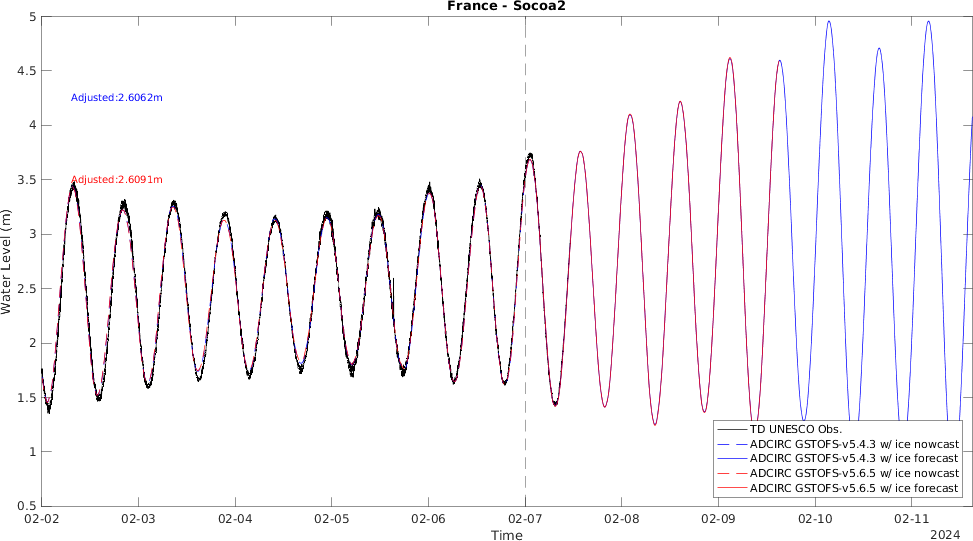 France - Socoa2
5
4.5
4
3.5
3
2.5
2
1.5
1
0.5
Water Level (m)
Adjusted:2.6062m
Adjusted:2.6091m
TD UNESCO Obs.
ADCIRC GSTOFS-v5.4.3 w/ ice nowcast
ADCIRC GSTOFS-v5.4.3 w/ ice forecast
ADCIRC GSTOFS-v5.6.5 w/ ice nowcast
ADCIRC GSTOFS-v5.6.5 w/ ice forecast
02-02 02-03 02-04 02-05 02-06 02-07 02-08 02-09 02-10 02-11
Time
2024